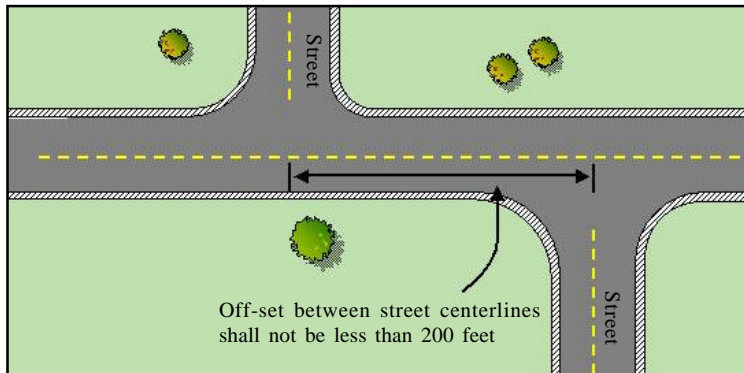 Street
Off-set between street centerlines
shall not be less than 200 feet
Street